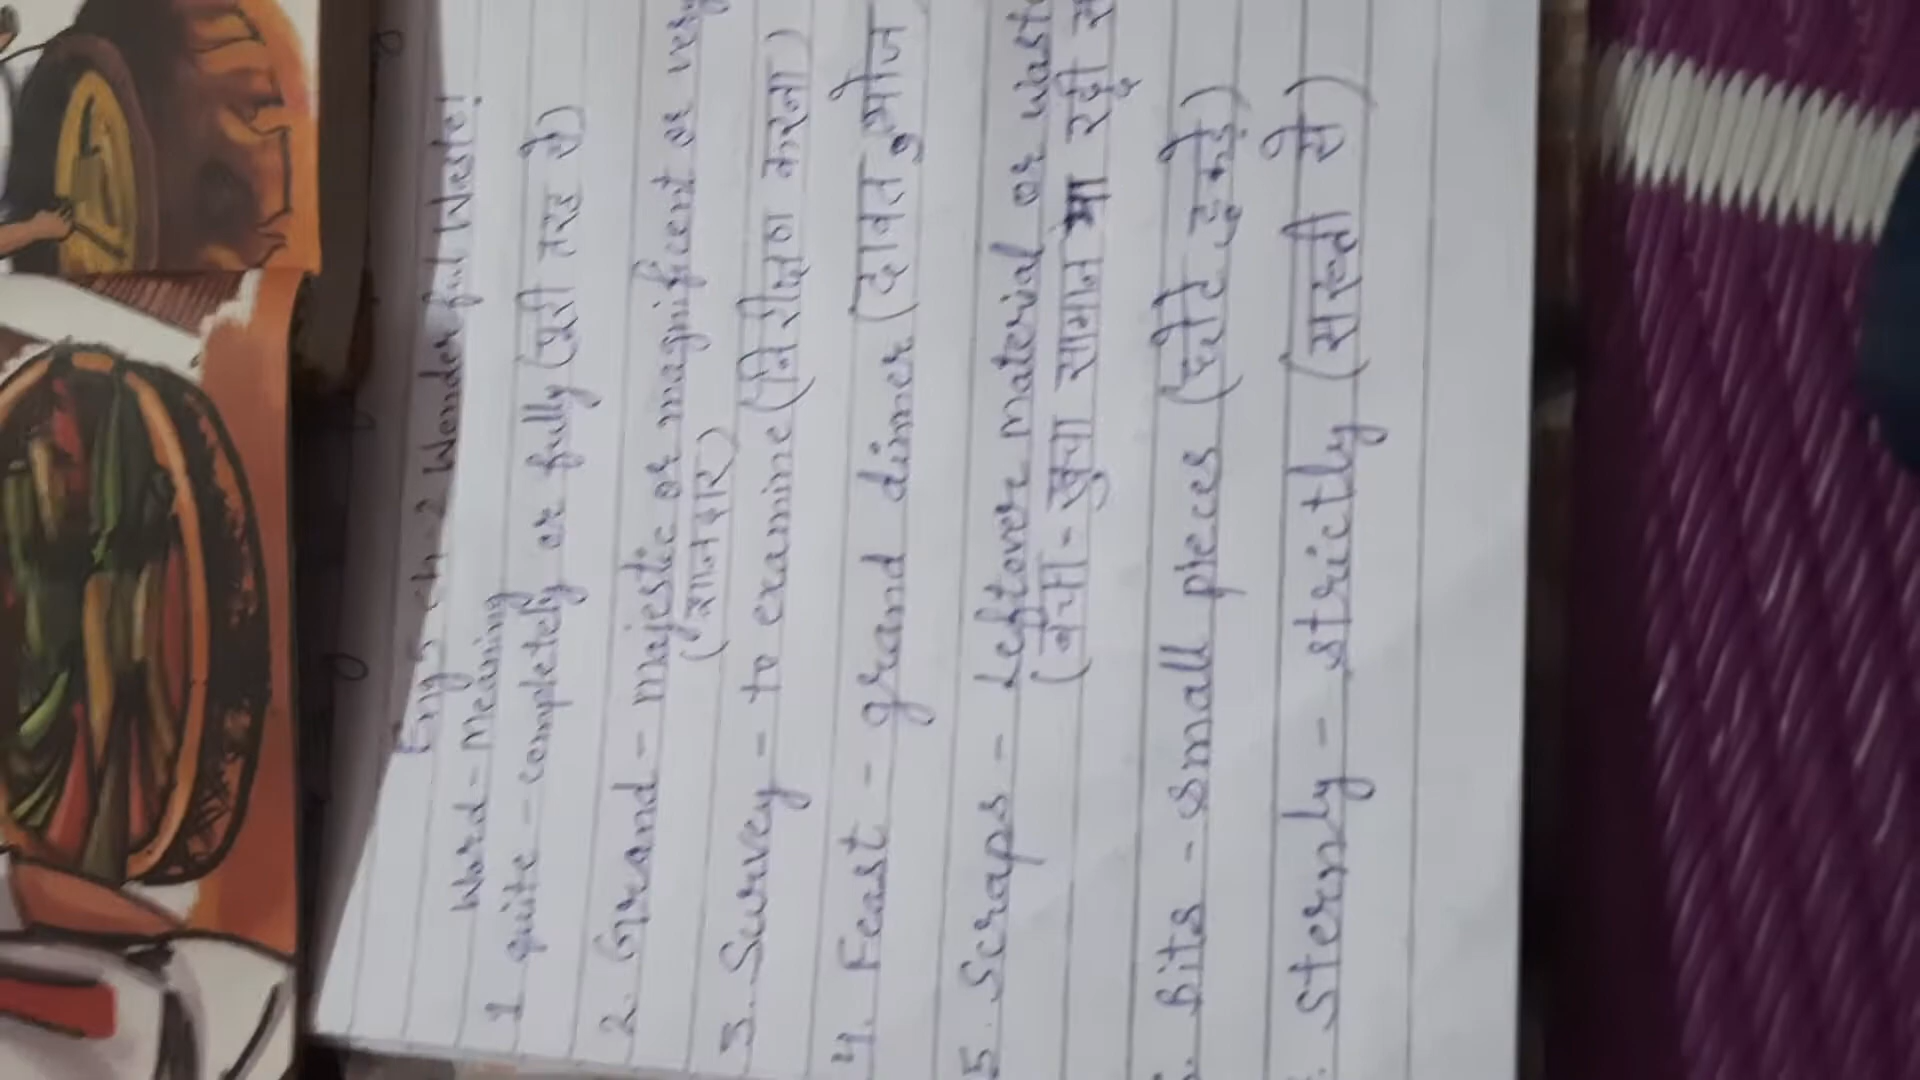 Eng 5 ch-2 Wonderful Waste!
Word - Meaning
1 quite - completely or fully (पूरी तरह से)
2. Grand - majestic or magnificent or very
(शानदार)
3. Survey - to examine (निरीक्षण करना)
4. Feast - grand dinner (दावत, भोज
5. Scraps - Leftover material or waste
(बची-खुची सामान या रद्दी
Bits - small pieces (छोटे टुकड़े)
Sternly - strictly (सख्ती से)